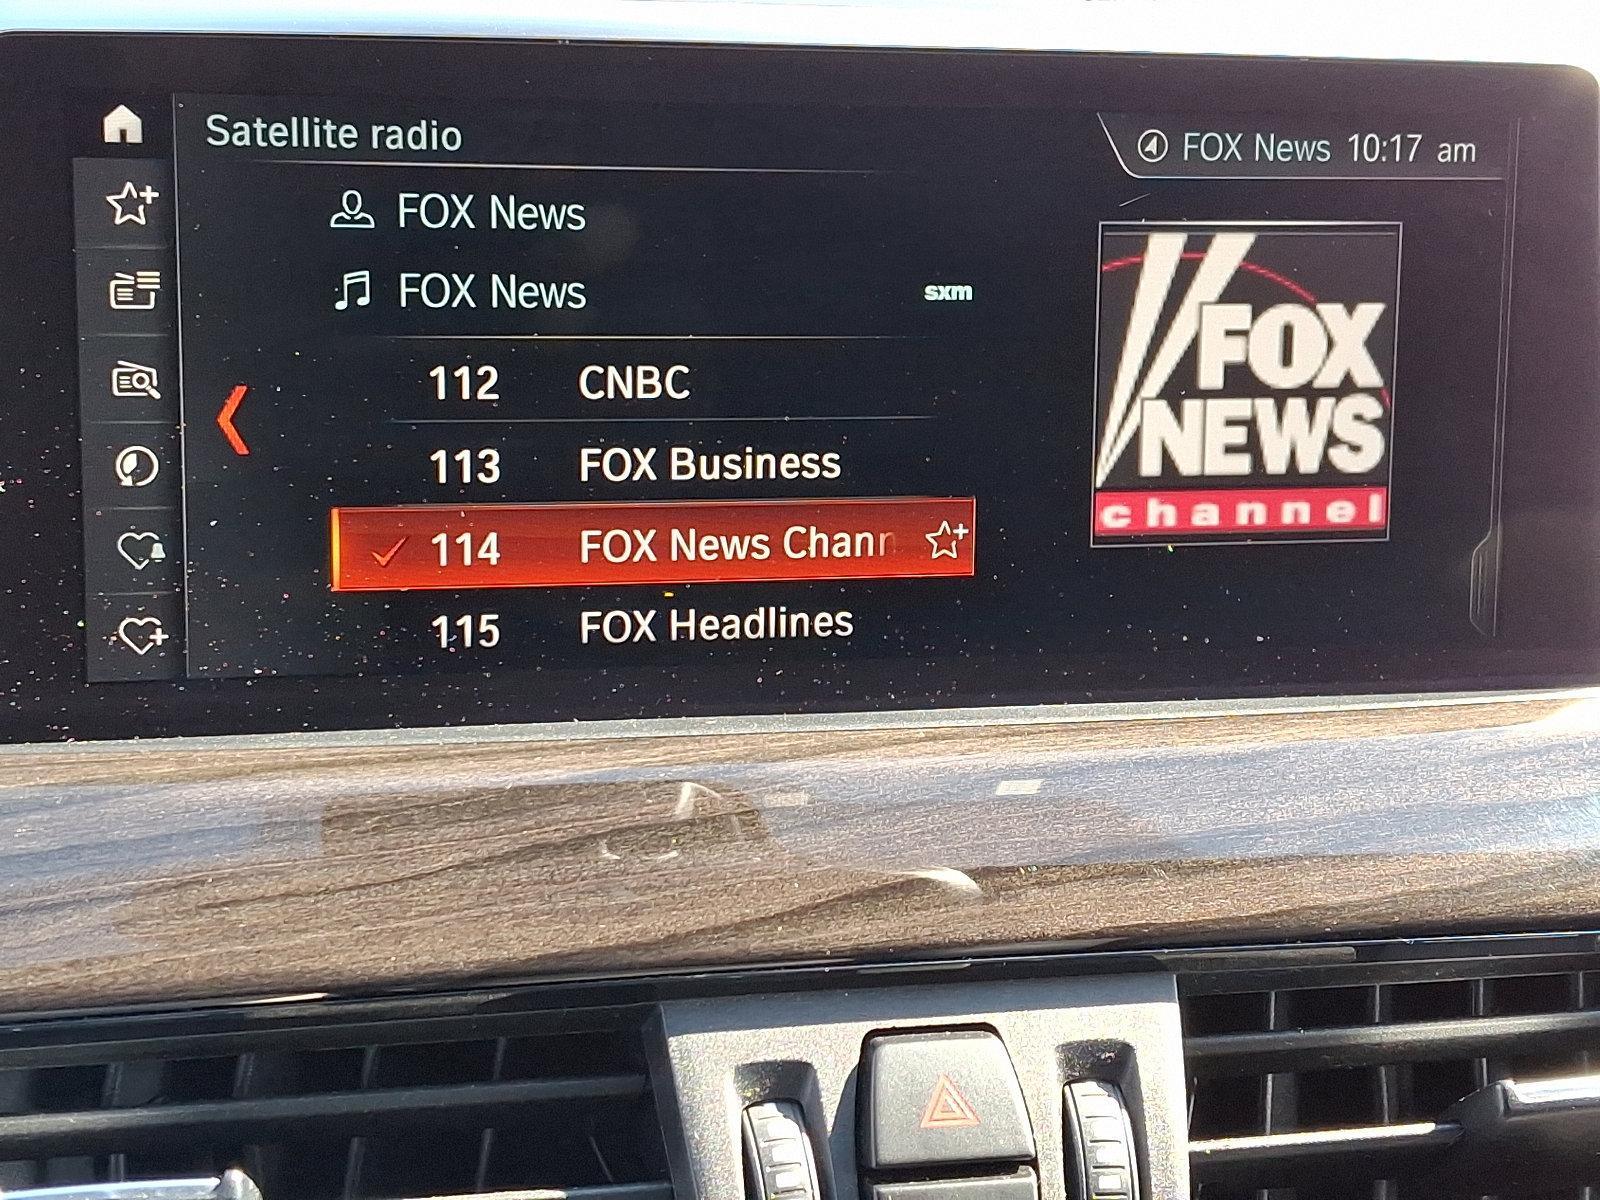 Satellite radio
FOX News 10:17 am
FOX News
FOX News
sxm
112 CNBC
113 FOX Business
114 FOX News Chann
115 FOX Headlines
FOX
NEWS
channel